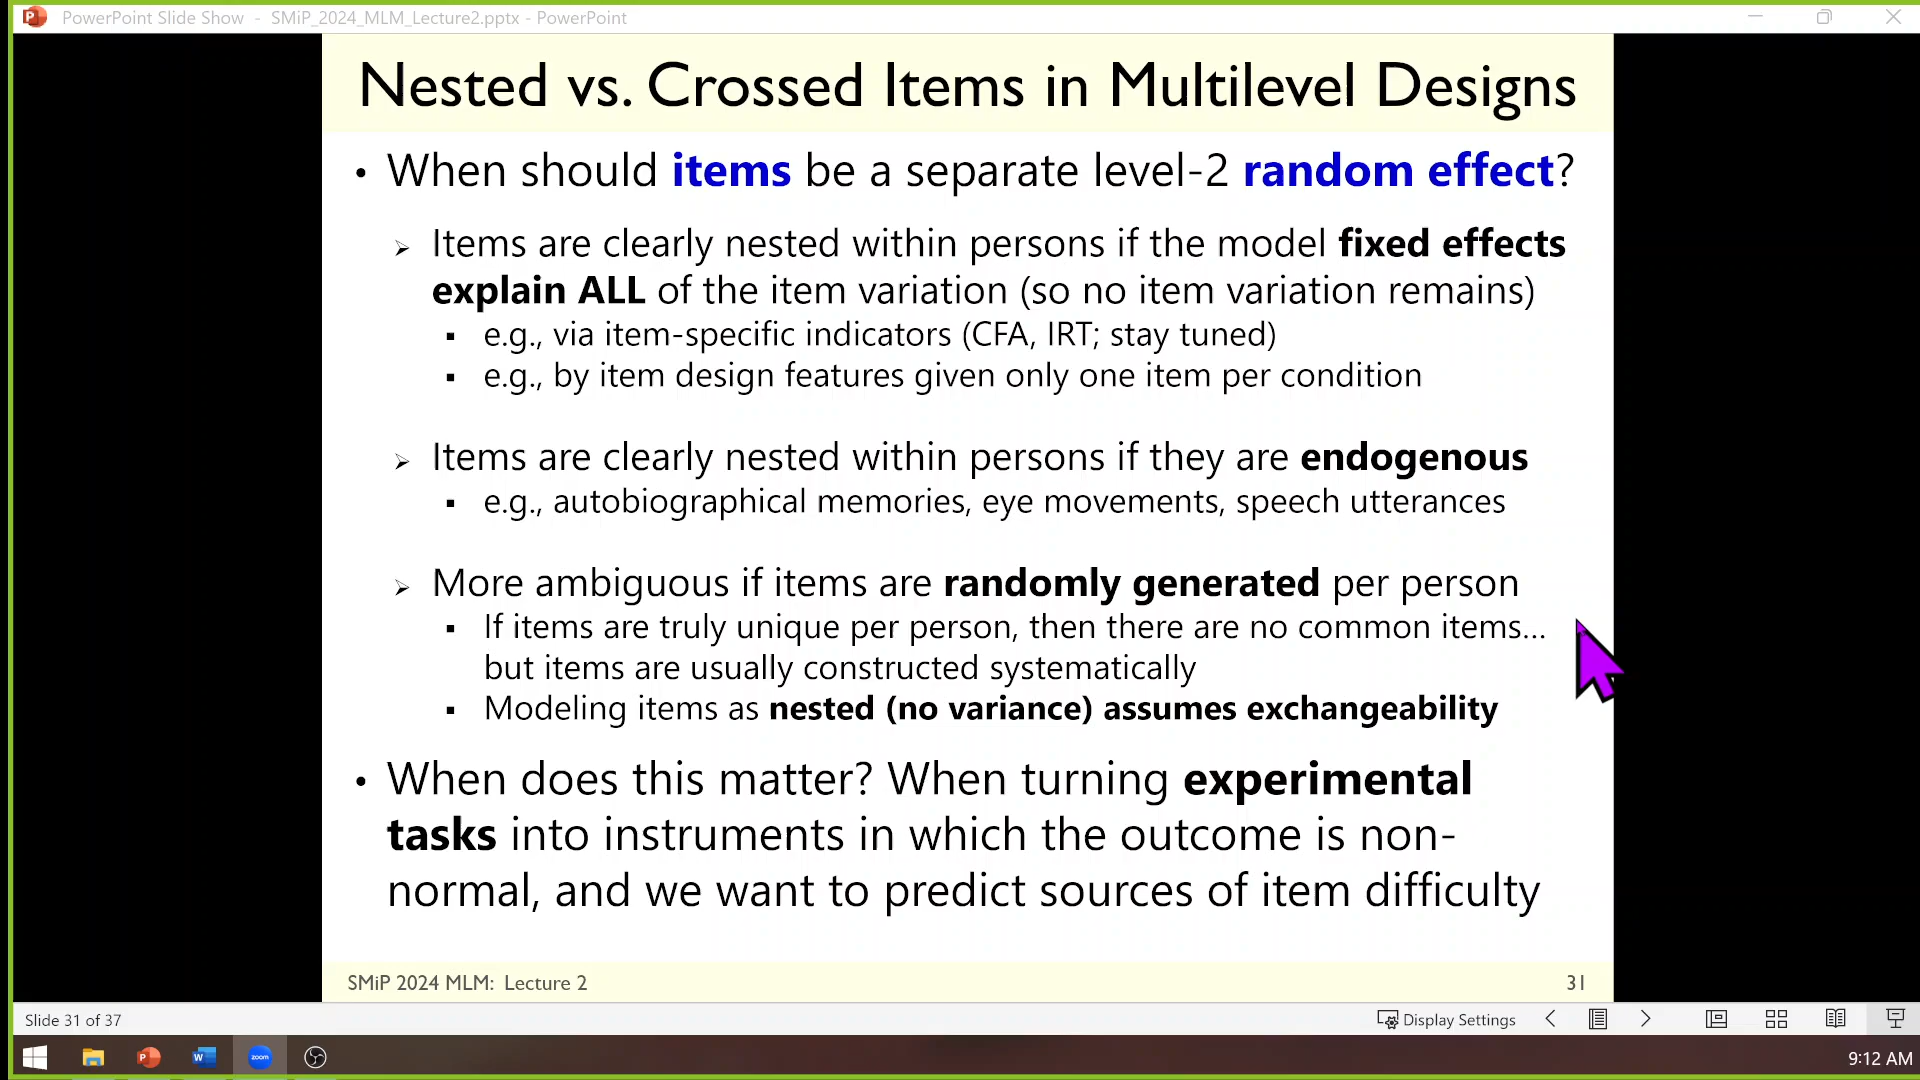 PowerPoint Slide Show - SMiP_2024_MLM_Lecture2.pptx - PowerPoint
Nested vs. Crossed Items in Multilevel Designs
• When should items be a separate level-2 random effect?
Items are clearly nested within persons if the model fixed effects
explain ALL of the item variation (so no item variation remains)
▪ e.g., via item-specific indicators (CFA, IRT; stay tuned)
▪ e.g., by item design features given only one item per condition
Items are clearly nested within persons if they are endogenous
▪ e.g., autobiographical memories, eye movements, speech utterances
More ambiguous if items are randomly generated per person
▪ If items are truly unique per person, then there are no common items...
but items are usually constructed systematically
▪ Modeling items as nested (no variance) assumes exchangeability
• When does this matter? When turning experimental
tasks into instruments in which the outcome is non-
normal, and we want to predict sources of item difficulty
SMiP 2024 MLM: Lecture 2
31
Slide 31 of 37
Display Settings
zoom
9:12 AM